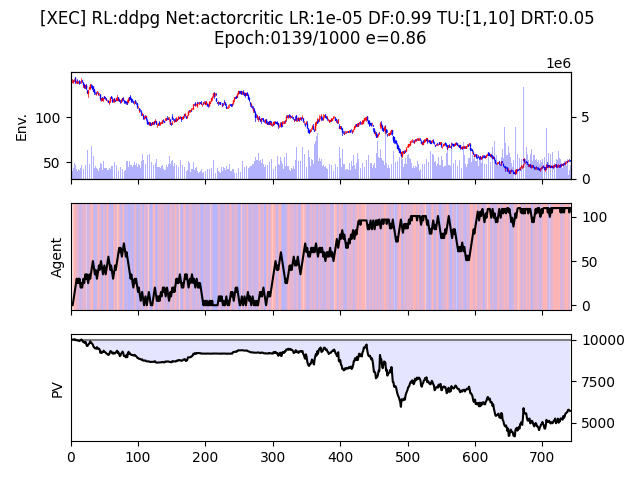 [XEC] RL:ddpg Net:actorcritic LR:1e-05 DF:0.99 TU:[1,10] DRT:0.05
Epoch:0139/1000 e=0.86
1e6
Env.
100
50
5
0
Agent
100
50
0
PV
10000
7500
5000
0 100 200 300 400 500 600 700